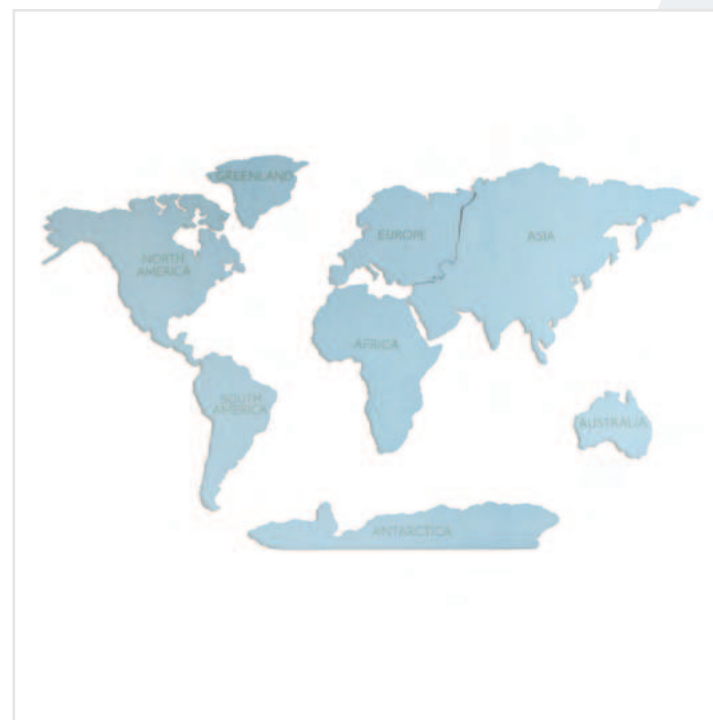 GREENLAND
NORTH
AMERICA
EUROPE
ASIA
AFRICA
SOUTH
AMERICA
AUSTRALIA
ANTARCTICA